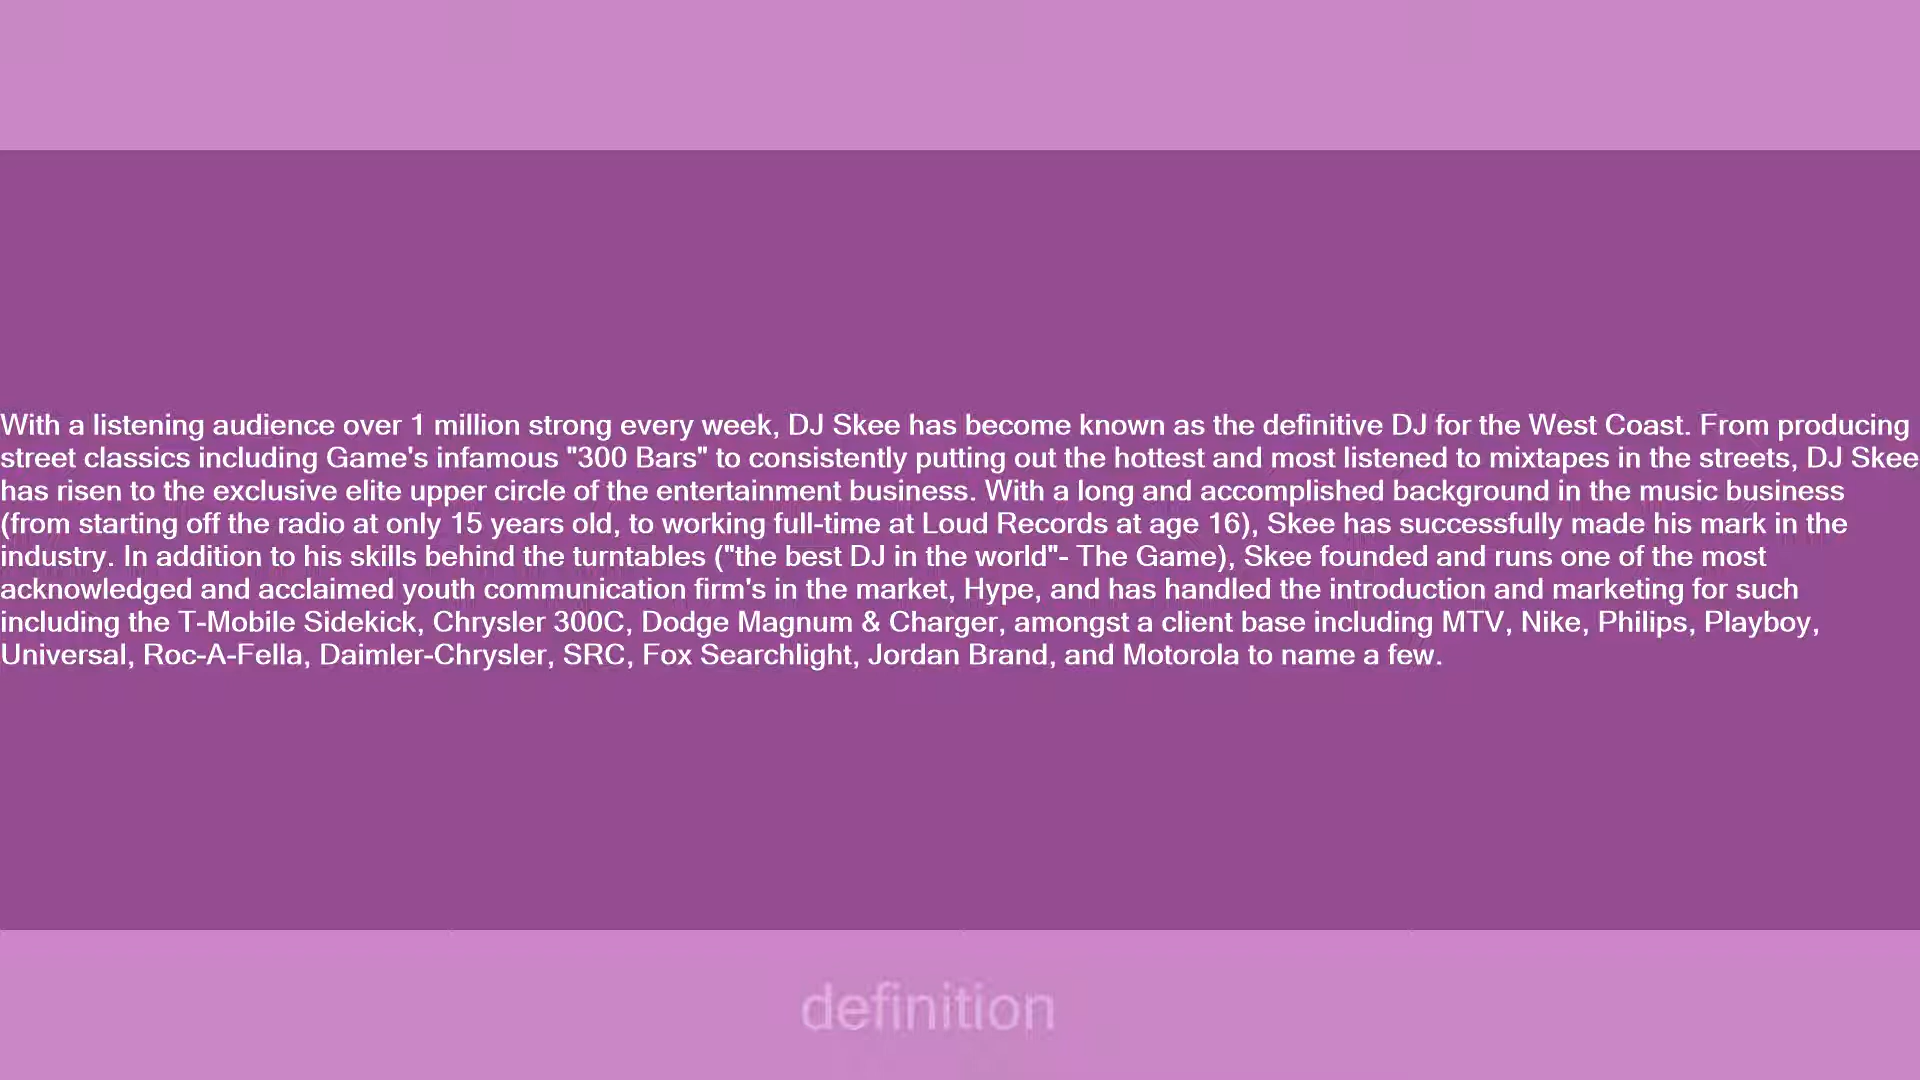 With a listening audience over 1 million strong every week, DJ Skee has become known as the definitive DJ for the West Coast. From producing
street classics including Game's infamous "300 Bars" to consistently putting out the hottest and most listened to mixtapes in the streets, DJ Skee
has risen to the exclusive elite upper circle of the entertainment business. With a long and accomplished background in the music business
(from starting off the radio at only 15 years old, to working full-time at Loud Records at age 16), Skee has successfully made his mark in the
industry. In addition to his skills behind the turntables ("the best DJ in the world"- The Game), Skee founded and runs one of the most
acknowledged and acclaimed youth communication firm's in the market, Hype, and has handled the introduction and marketing for such
including the T-Mobile Sidekick, Chrysler 300C, Dodge Magnum & Charger, amongst a client base including MTV, Nike, Philips, Playboy,
Universal, Roc-A-Fella, Daimler-Chrysler, SRC, Fox Searchlight, Jordan Brand, and Motorola to name a few.
definition